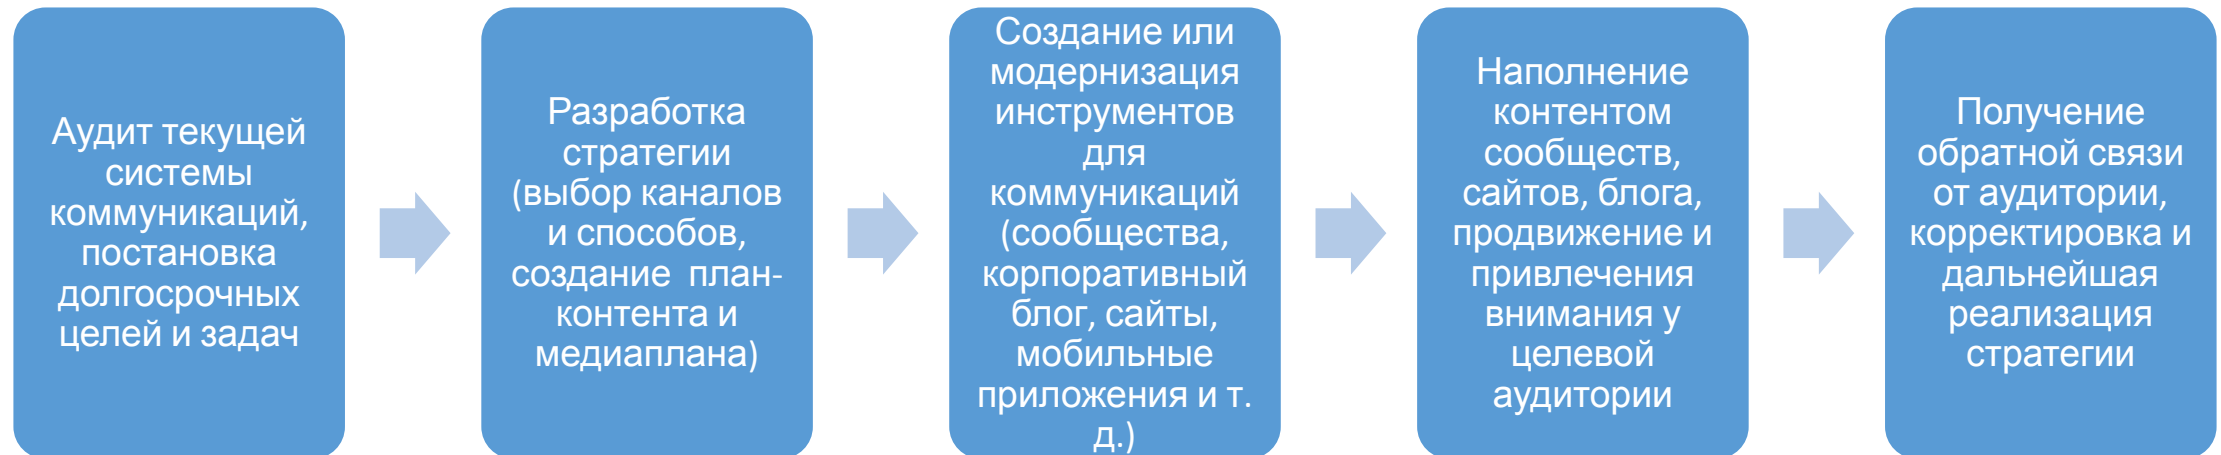 Аудит текущей
системы
коммуникаций,
постановка
долгосрочных
целей и задач
Разработка
стратегии
(выбор каналов
и способов,
создание  план-
контента и
медиаплана)
Создание или
модернизация
инструментов
для
коммуникаций
(сообщества,
корпоративный
блог, сайты,
мобильные
приложения и т.
д.)
Наполнение
контентом
сообществ,
сайтов, блога,
продвижение и
привлечения
внимания у
целевой
аудитории
Получение
обратной связи
от аудитории,
корректировка и
дальнейшая
реализация
стратегии